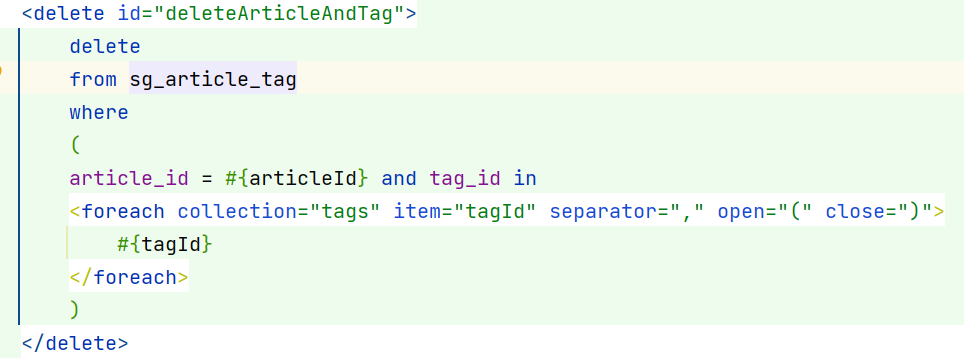 <delete id="deleteArticleAndTag">
delete
from sg_article_tag
where
(
article_id = #{articleId} and tag_id in
<foreach collection="tags" item="tagId" separator="," open="(" close=")">
#{tagId}
</foreach>
)
</delete>